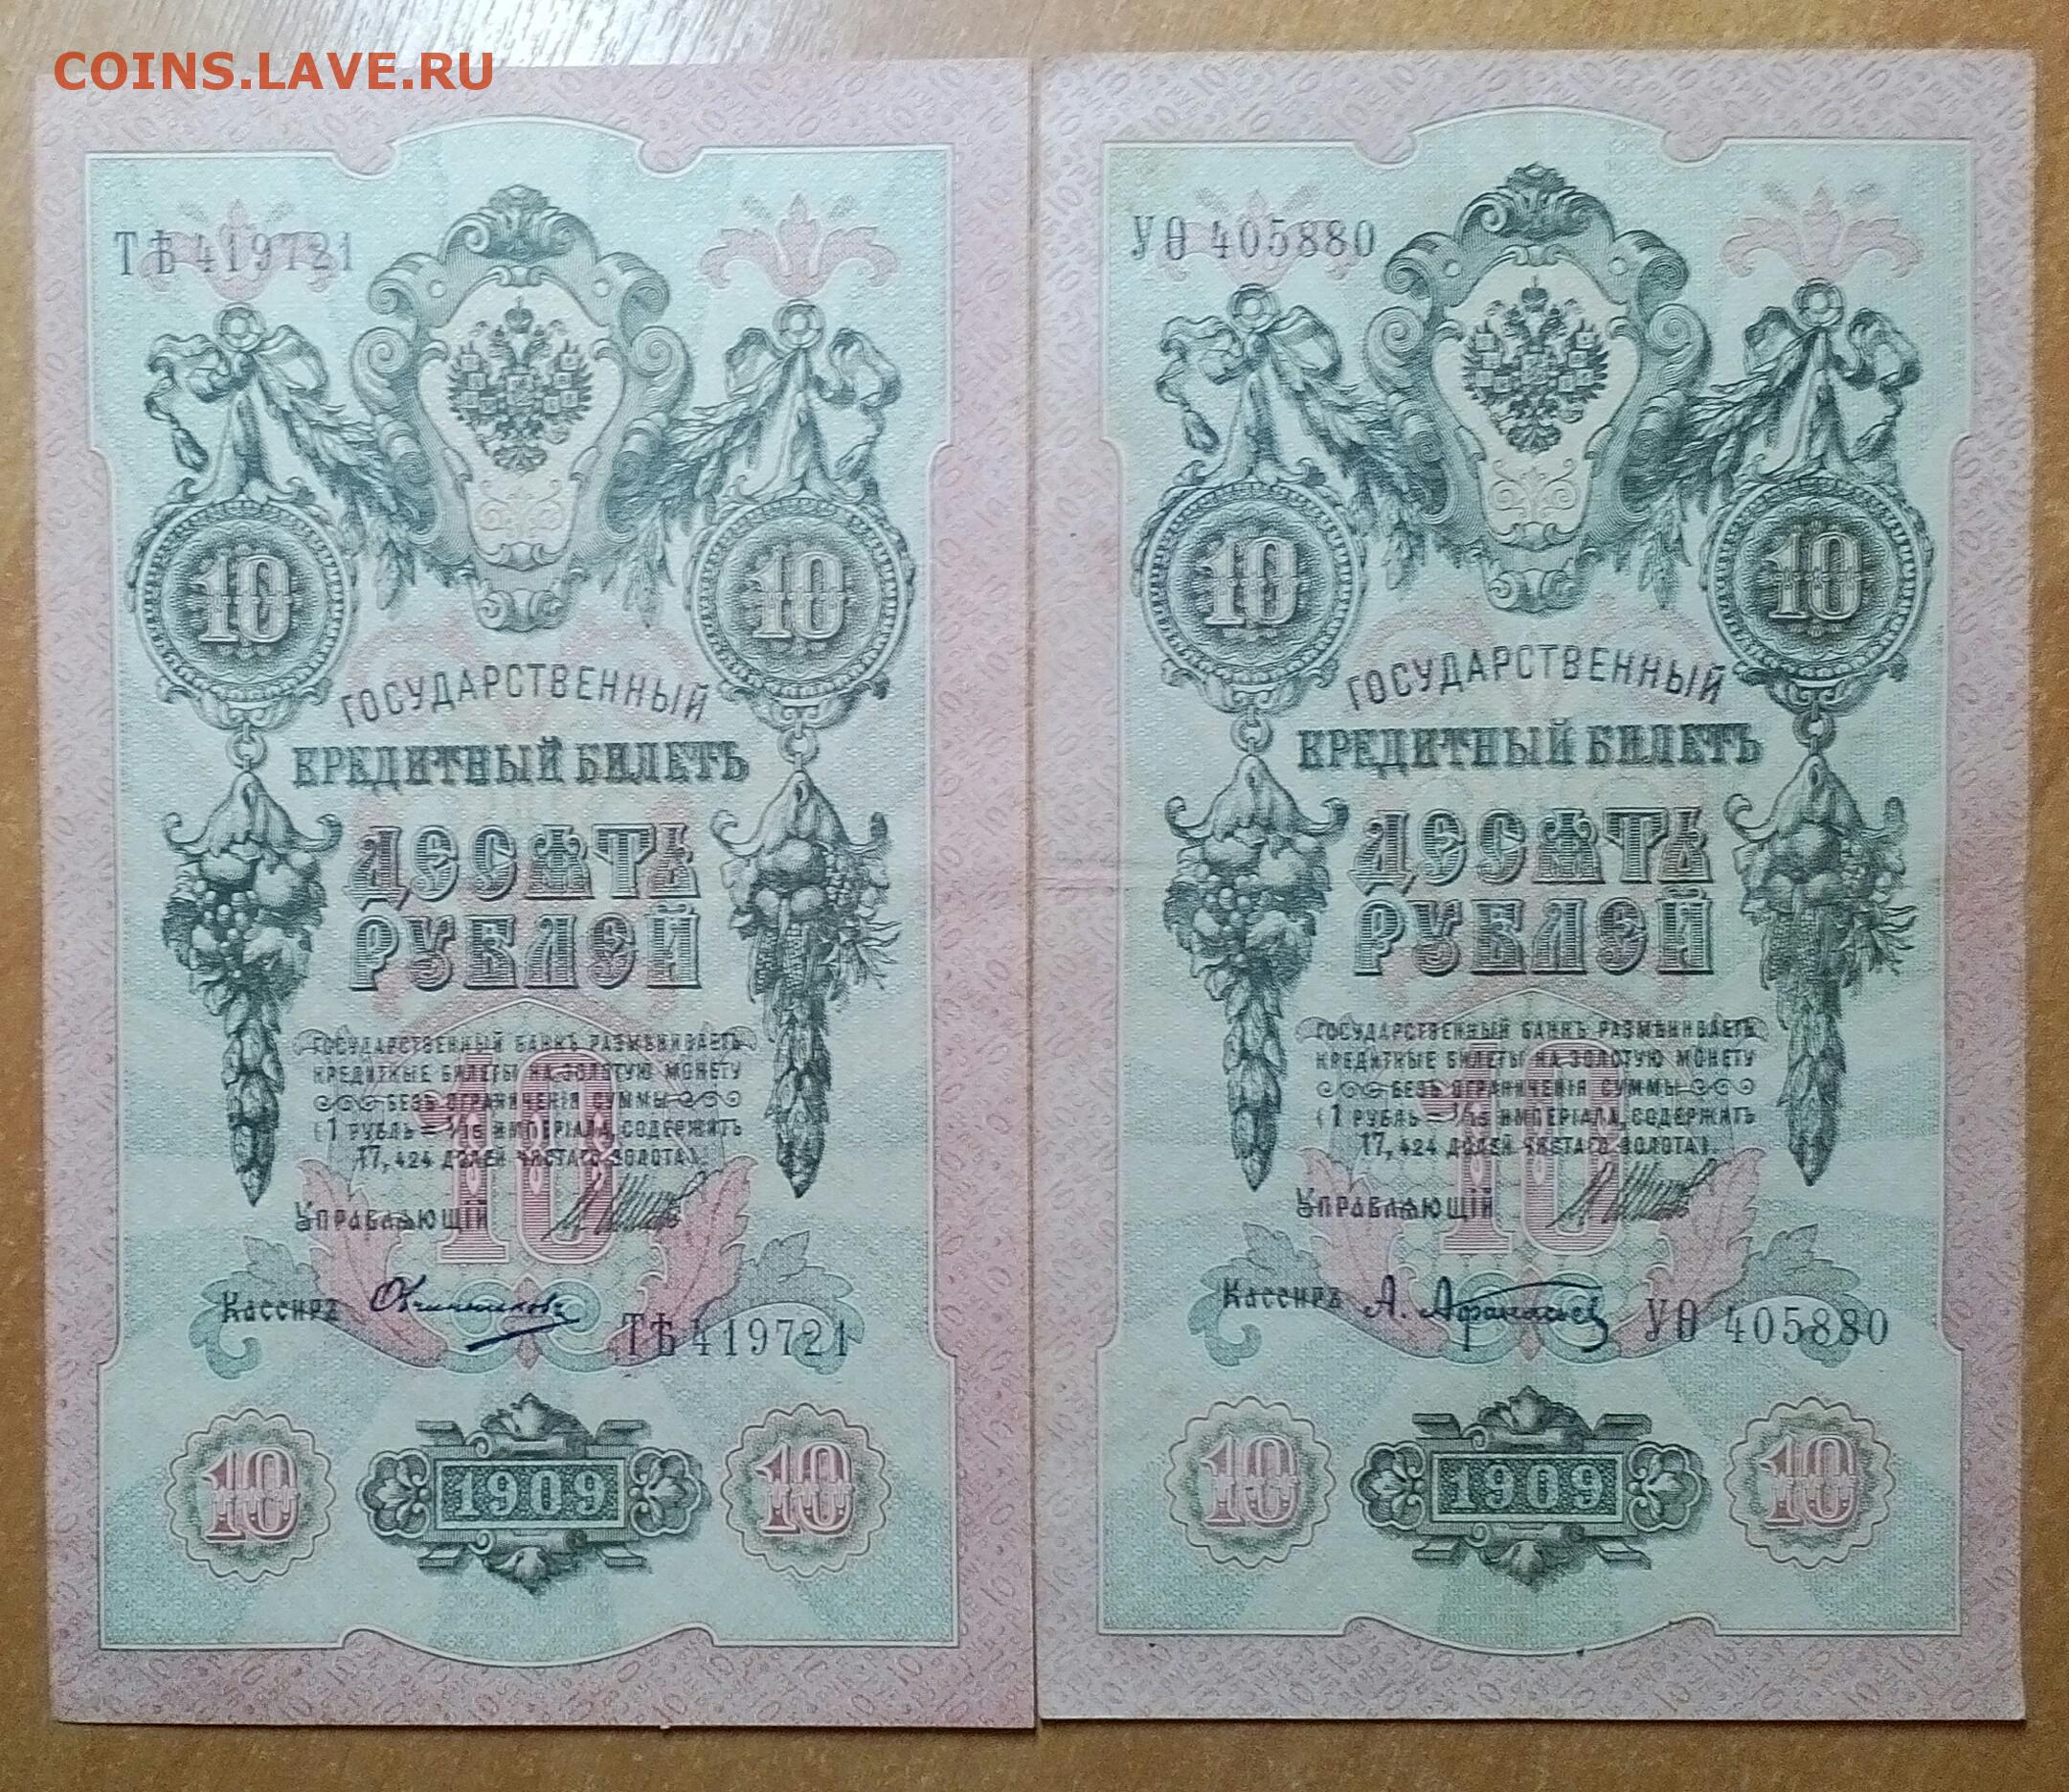 COINS.LAVE.RU
ТѢ 419721
10
10
ГОСУДАРСТВЕННЫЙ
КРЕДИТНЫЙ БИЛЕТЪ
ДЕСЯТЬ
РУБЛЕЙ
ГОСУДАРСТВЕННЫЙ БАНКЪ РАЗМѢНИВАЕТЪ
КРЕДИТНЫЕ БИЛЕТЫ НА ЗОЛОТУЮ МОНЕТУ
БЕЗЪ ОГРАНИЧЕНІЯ СУММЫ
(1 РУБЛЬ = 1/15 ИМПЕРІАЛА, СОДЕРЖИТЪ
17,424 ДОЛЕЙ ЧИСТАГО ЗОЛОТА).
10
УПРАВЛЯЮЩІЙ
КАССИРЪ Овчинниковъ
ТѢ 419721
10
1909
10
УѲ 405880
10
10
ГОСУДАРСТВЕННЫЙ
КРЕДИТНЫЙ БИЛЕТЪ
ДЕСЯТЬ
РУБЛЕЙ
ГОСУДАРСТВЕННЫЙ БАНКЪ РАЗМѢНИВАЕТЪ
КРЕДИТНЫЕ БИЛЕТЫ НА ЗОЛОТУЮ МОНЕТУ
БЕЗЪ ОГРАНИЧЕНІЯ СУММЫ
(1 РУБЛЬ = 1/15 ИМПЕРІАЛА, СОДЕРЖИТЪ
17,424 ДОЛЕЙ ЧИСТАГО ЗОЛОТА).
10
УПРАВЛЯЮЩІЙ
КАССИРЪ А. Афанасьев
УѲ 405880
10
1909
10